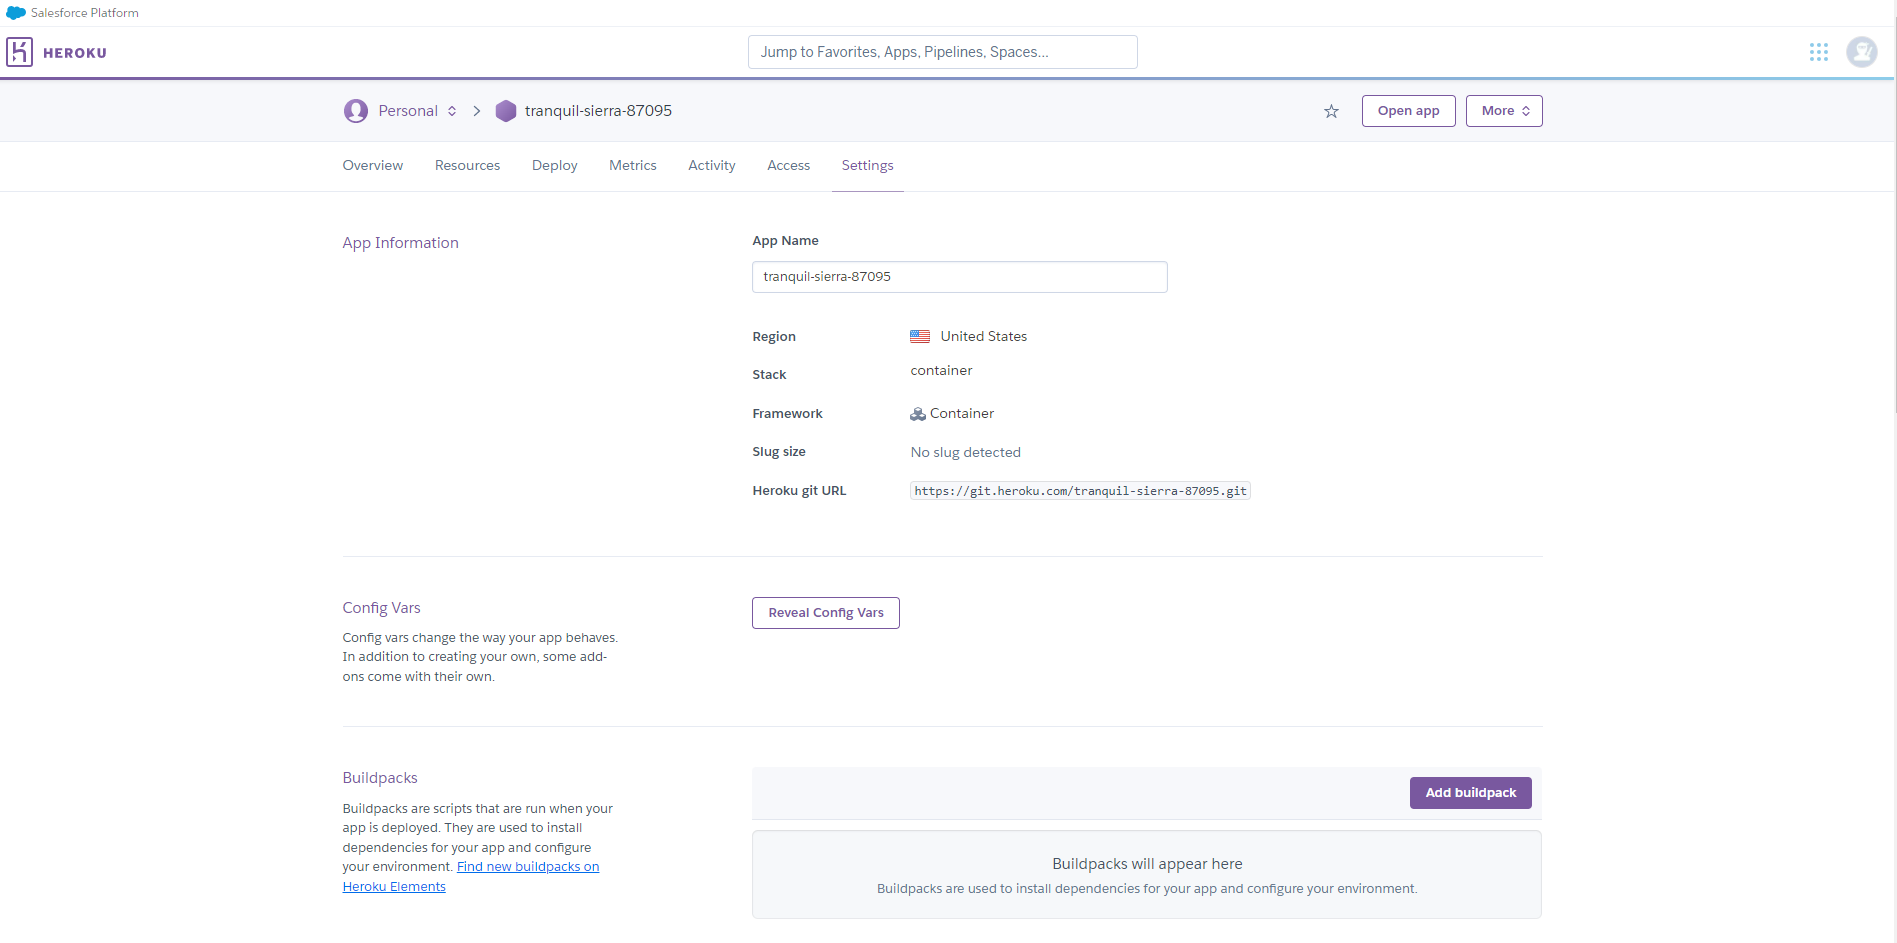 Salesforce Platform
HEROKU
Jump to Favorites, Apps, Pipelines, Spaces...
Personal
tranquil-sierra-87095
Open app
More
Overview
Resources
Deploy
Metrics
Activity
Access
Settings
App Information
App Name
tranquil-sierra-87095
Region
United States
Stack
container
Framework
Container
Slug size
No slug detected
Heroku git URL
https://git.heroku.com/tranquil-sierra-87095.git
Config Vars
Config vars change the way your app behaves.
In addition to creating your own, some add-
ons come with their own.
Reveal Config Vars
Buildpacks
Buildpacks are scripts that are run when your
app is deployed. They are used to install
dependencies for your app and configure
your environment. Find new buildpacks on
Heroku Elements
Add buildpack
Buildpacks will appear here
Buildpacks are used to install dependencies for your app and configure your environment.